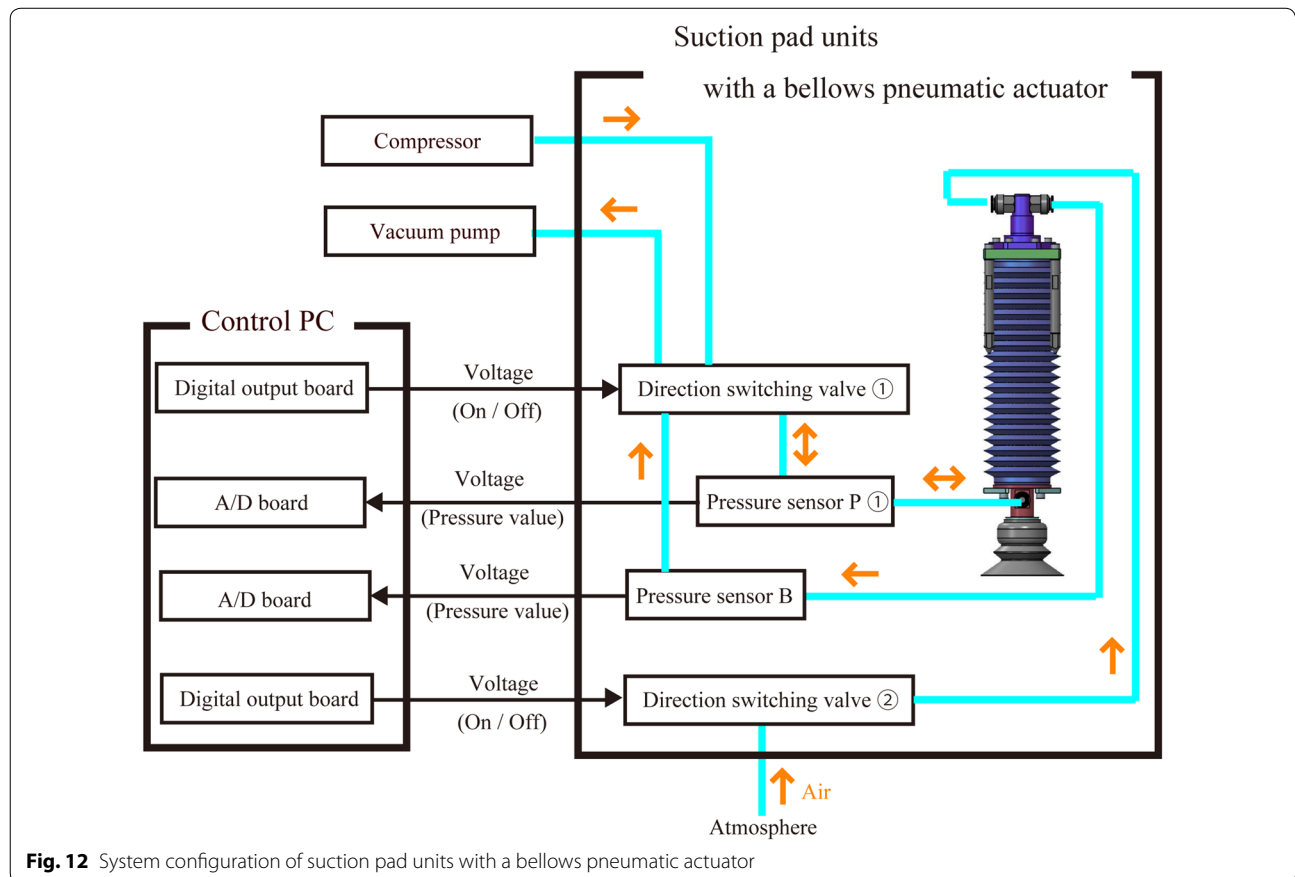 Suction pad units
with a bellows pneumatic actuator
Compressor
Vacuum pump
Control PC
Digital output board
Voltage
(On / Off)
Direction switching valve ①
A/D board
Voltage
(Pressure value)
Pressure sensor P ①
A/D board
Voltage
(Pressure value)
Pressure sensor B
Digital output board
Voltage
(On / Off)
Direction switching valve ②
Air
Atmosphere
Fig. 12 System configuration of suction pad units with a bellows pneumatic actuator